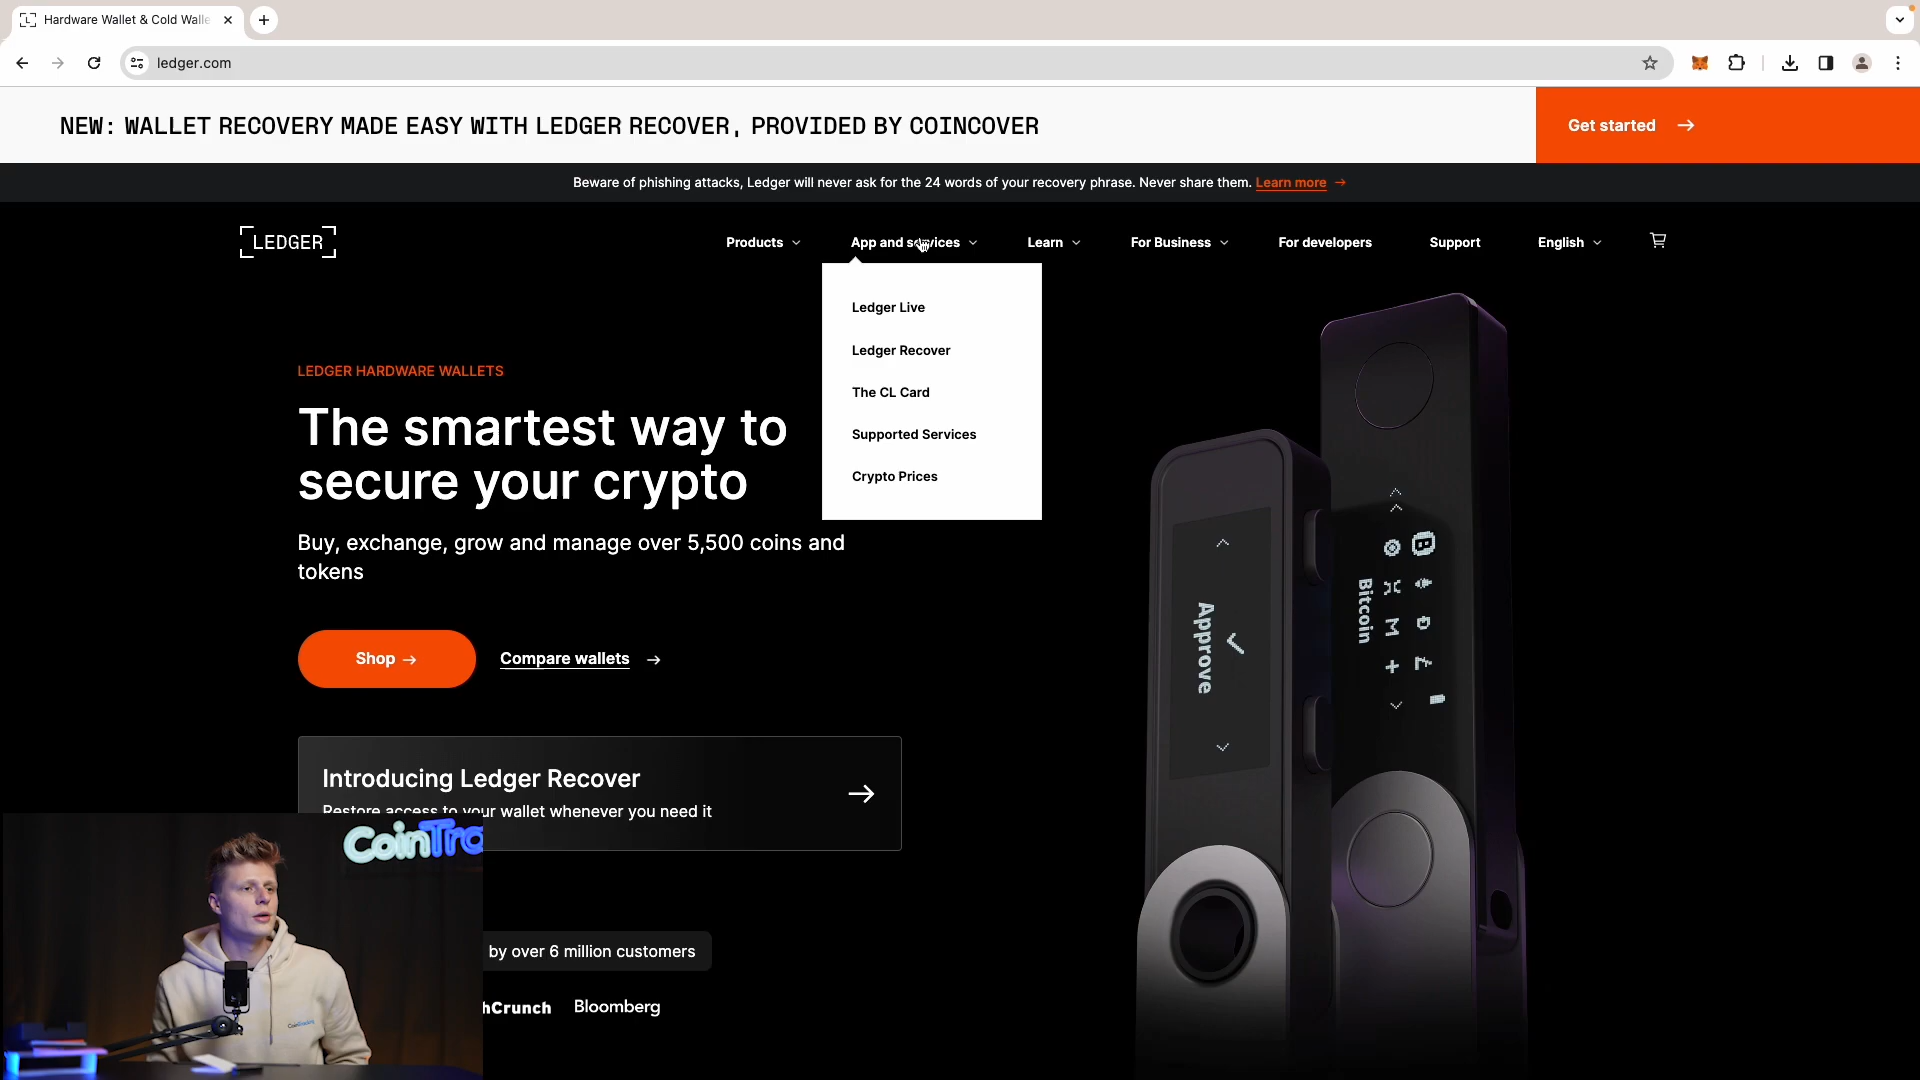 Hardware Wallet & Cold Walle
ledger.com
NEW: WALLET RECOVERY MADE EASY WITH LEDGER RECOVER, PROVIDED BY COINCOVER
Get started →
Beware of phishing attacks, Ledger will never ask for the 24 words of your recovery phrase. Never share them. Learn more →
LEDGER
Products
App and services
Learn
For Business
For developers
Support
English
Ledger Live
Ledger Recover
The CL Card
Supported Services
Crypto Prices
LEDGER HARDWARE WALLETS
The smartest way to
secure your crypto
Buy, exchange, grow and manage over 5,500 coins and
tokens
Shop →
Compare wallets →
Approve
Bitcoin
Introducing Ledger Recover
Restore access to your wallet whenever you need it
CoinTra
by over 6 million customers
hCrunch
Bloomberg